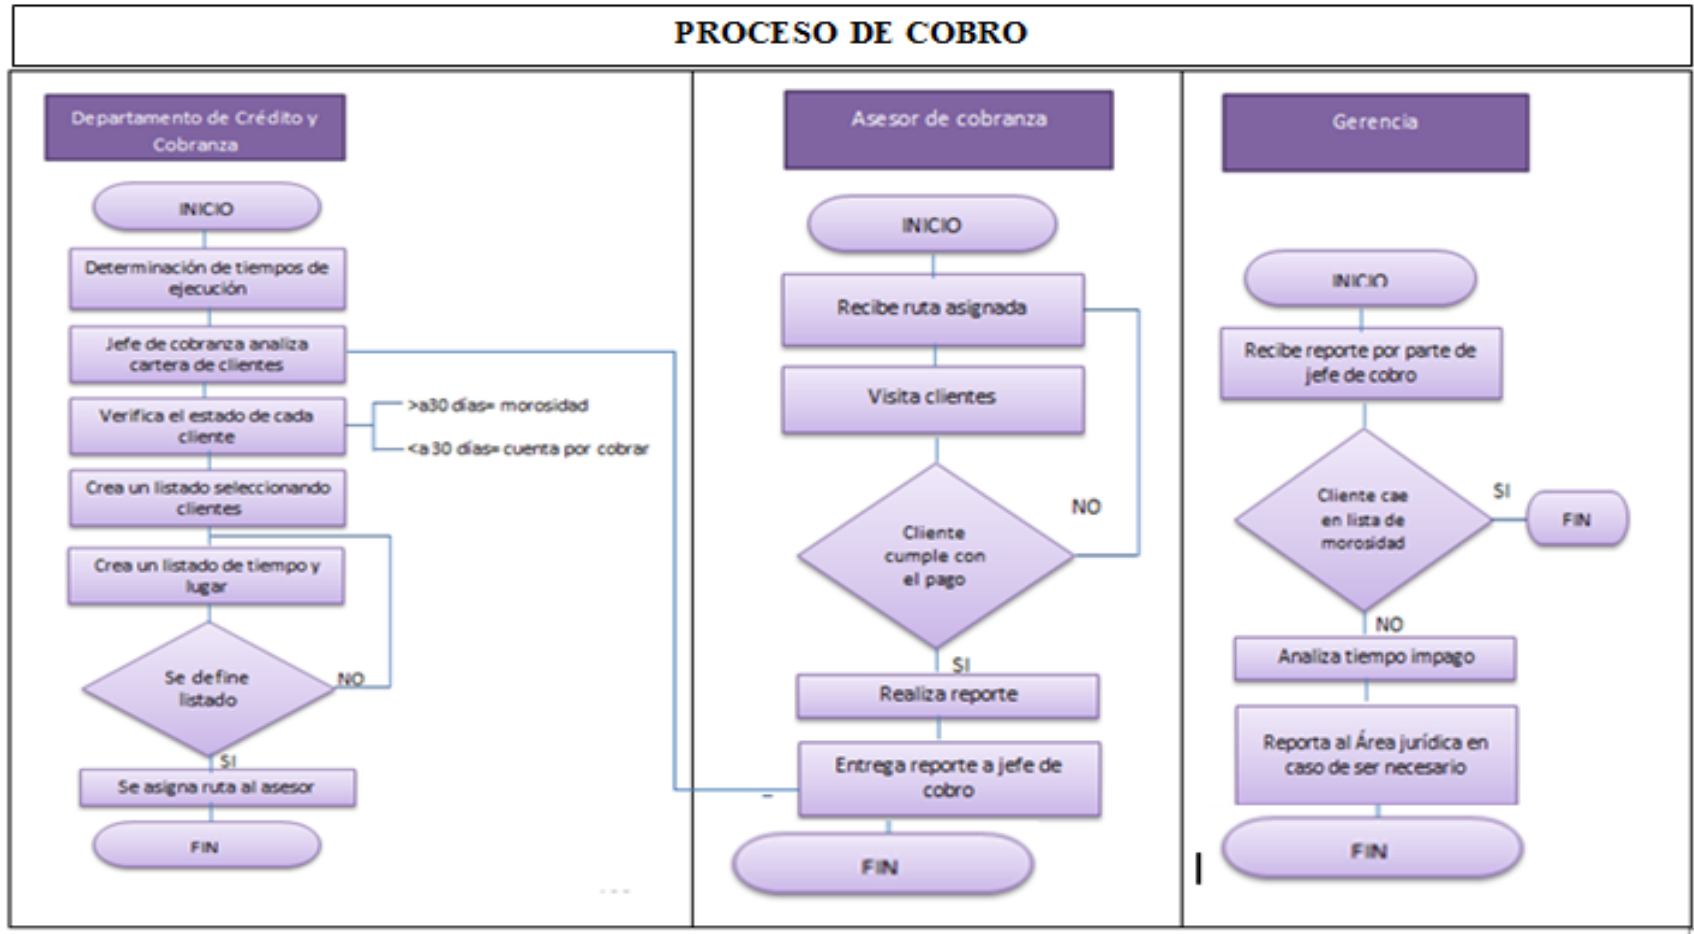 PROCESO DE COBRO
Departamento de Crédito y
Cobranza
INICIO
Determinación de tiempos de
ejecución
Jefe de cobranza analiza
cartera de clientes
Verifica el estado de cada
cliente
>a30 días= morosidad
<a 30 días= cuenta por cobrar
Crea un listado seleccionando
clientes
Crea un listado de tiempo y
lugar
Se define
listado
NO
SI
Se asigna ruta al asesor
FIN
Asesor de cobranza
INICIO
Recibe ruta asignada
Visita clientes
NO
Cliente
cumple con
el pago
SI
Realiza reporte
Entrega reporte a jefe de
cobro
FIN
Gerencia
INICIO
Recibe reporte por parte de
jefe de cobro
Cliente cae
en lista de
morosidad
SI
FIN
NO
Analiza tiempo impago
Reporta al Área jurídica en
caso de ser necesario
FIN